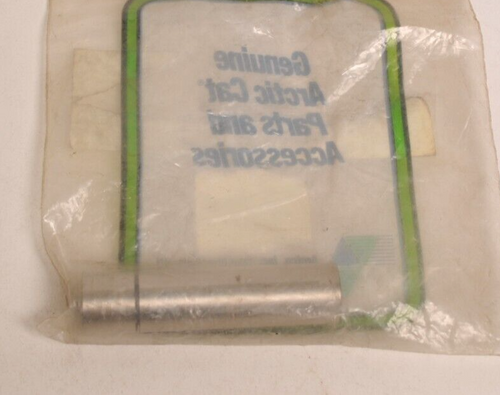 Genuine
Arctic Cat
Parts and
Accessories